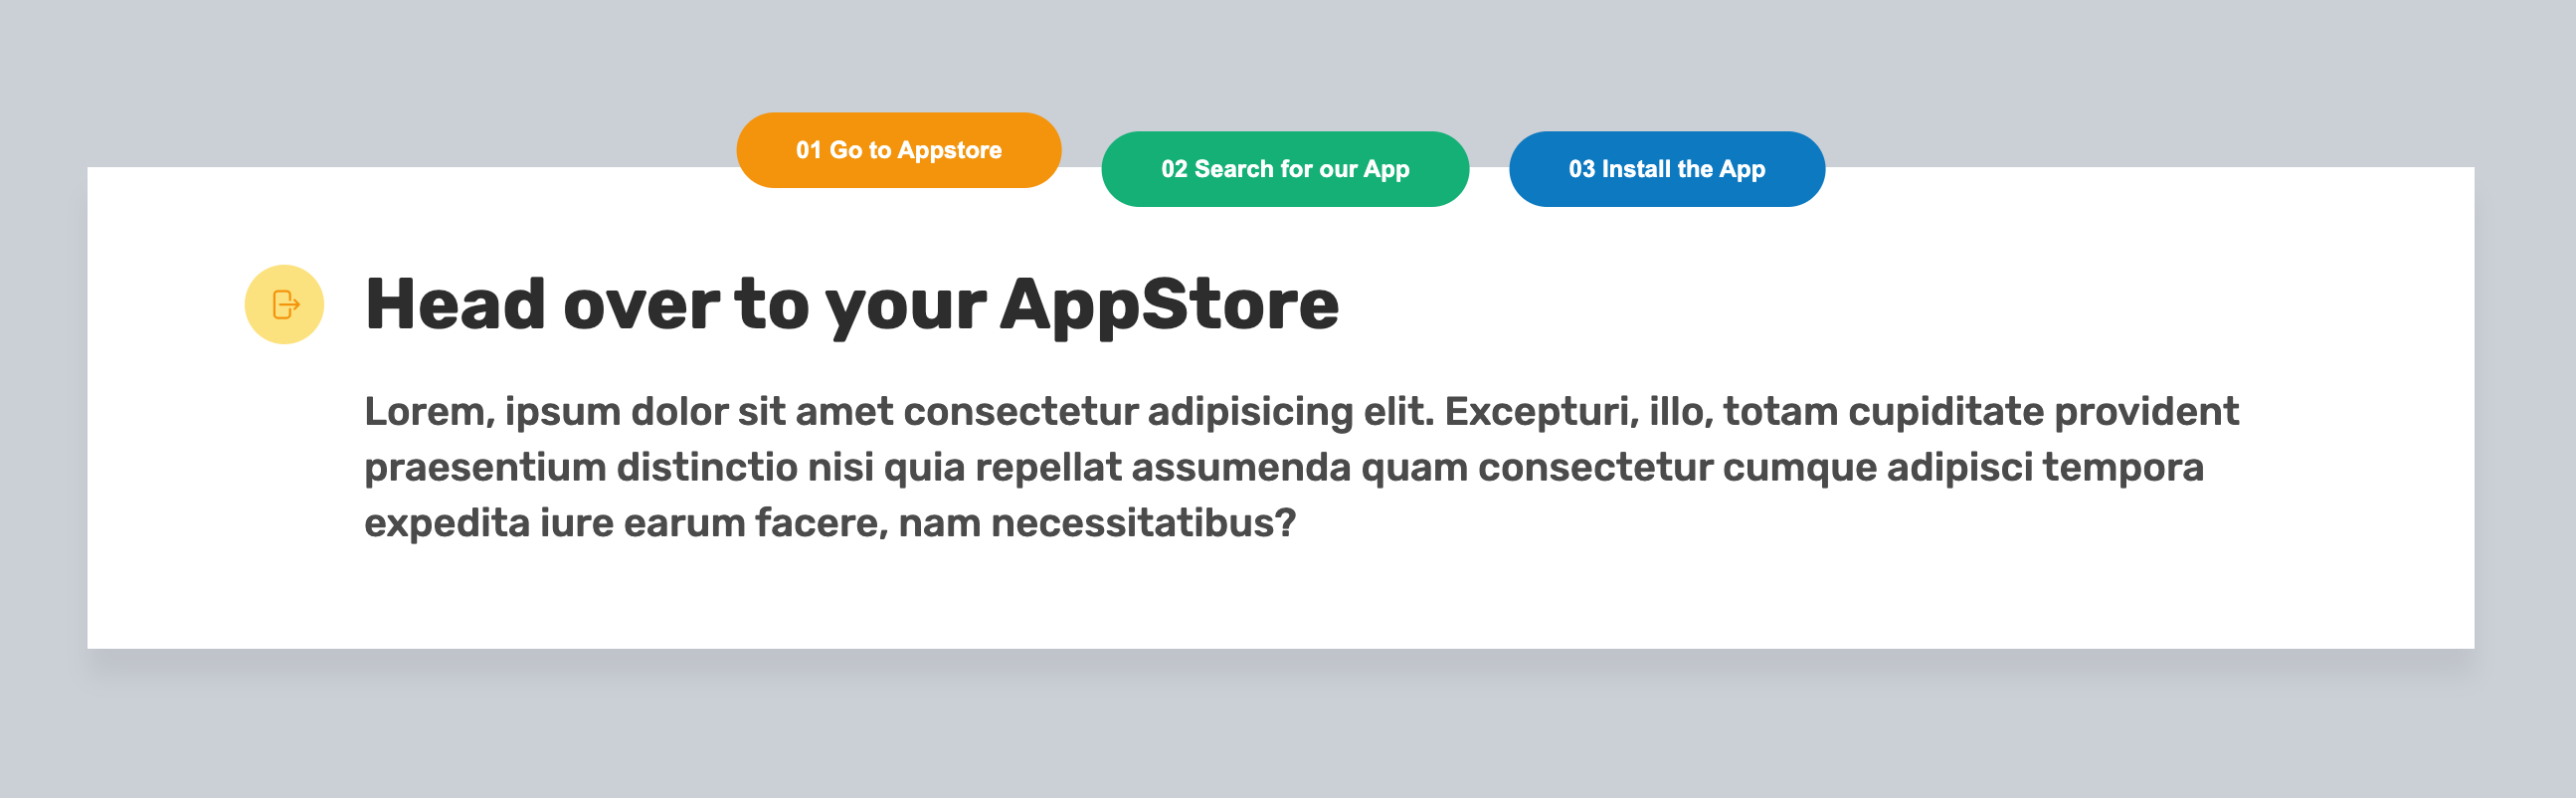 01 Go to Appstore
02 Search for our App
03 Install the App
Head over to your AppStore
Lorem, ipsum dolor sit amet consectetur adipisicing elit. Excepturi, illo, totam cupiditate provident
praesentium distinctio nisi quia repellat assumenda quam consectetur cumque adipisci tempora
expedita iure earum facere, nam necessitatibus?